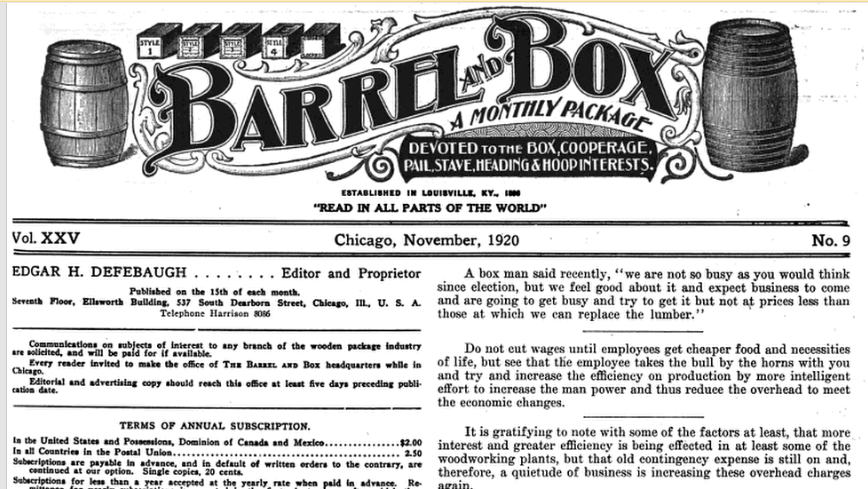 STYLE 1
STYLE 4
BARREL AND BOX
A MONTHLY PACKAGE
DEVOTED TO THE BOX, COOPERAGE,
PAIL, STAVE, HEADING & HOOP INTERESTS.
ESTABLISHED IN LOUISVILLE, KY.,
"READ IN ALL PARTS OF THE WORLD"
Vol. XXV Chicago, November, 1920 No. 9
EDGAR H. DEFEBAUGH ........ Editor and Proprietor
Published on the 15th of each month.
Seventh Floor, Ellsworth Building, 537 South Dearborn Street, Chicago, Ill., U. S. A.
Telephone Harrison 8086
Communications on subjects of interest to any branch of the wooden package industry
are solicited, and will be paid for if available.
Every reader invited to make the office of THE BARREL AND BOX headquarters while in
Chicago.
Editorial and advertising copy should reach this office at least five days preceding publi-
cation date.
TERMS OF ANNUAL SUBSCRIPTION.
In the United States and Possessions, Dominion of Canada and Mexico..............$2.00
In all Countries in the Postal Union.............. 2.50
Subscriptions are payable in advance, and in default of written orders to the contrary, are
continued at our option. Single copies, 20 cents.
Subscriptions for less than a year accepted at the yearly rate when paid in advance. Re-
A box man said recently, "we are not so busy as you would think
since election, but we feel good about it and expect business to come
and are going to get busy and try to get it but not at prices less than
those at which we can replace the lumber."
Do not cut wages until employees get cheaper food and necessities
of life, but see that the employee takes the bull by the horns with you
and try and increase the efficiency on production by more intelligent
effort to increase the man power and thus reduce the overhead to meet
the economic changes.
It is gratifying to note with some of the factors at least, that more
interest and greater efficiency is being effected in at least some of the
woodworking plants, but that old contingency expense is still on and,
therefore, a quietude of business is increasing these overhead charges
again.